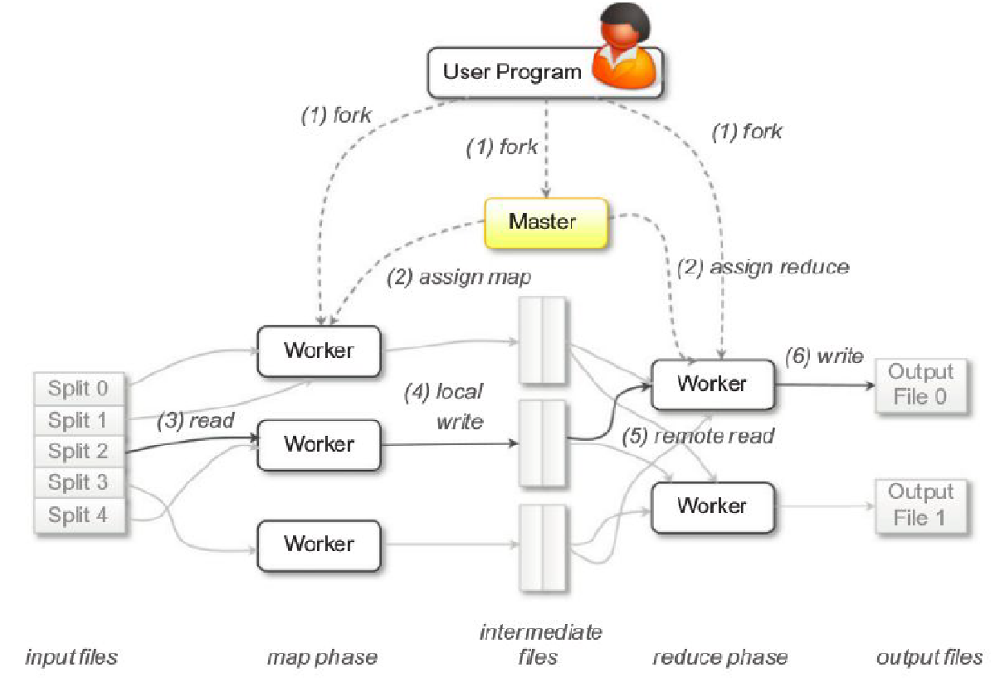 User Program
(1) fork
(1) fork
(1) fork
Master
(2) assign map
(2) assign reduce
Worker
Worker
Worker
Split 0
Split 1
Split 2
Split 3
Split 4
(3) read
(4) local
write
(5) remote read
Worker
Worker
(6) write
Output
File 0
Output
File 1
input files
map phase
intermediate
files
reduce phase
output files